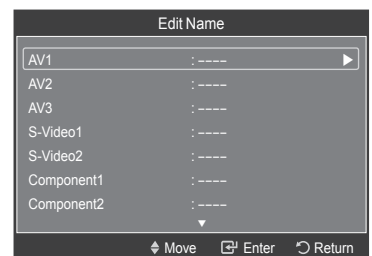 Edit Name
AV1 : ---- ▶
AV2 : ----
AV3 : ----
S-Video1 : ----
S-Video2 : ----
Component1 : ----
Component2 : ----
▼
Move Enter Return